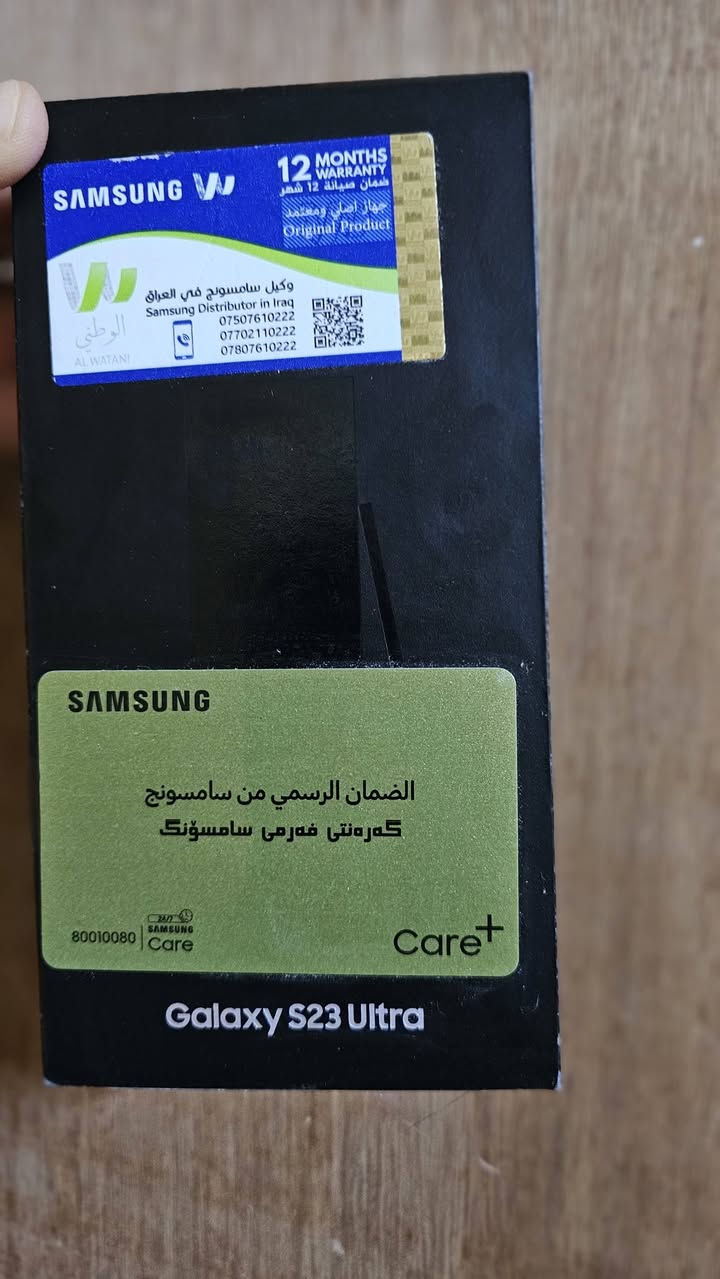 SAMSUNG
12 MONTHS WARRANTY
ضمان صيانة 12 شهر
جهاز اصلي ومعتمد
Original Product
وكيل سامسونج في العراق
Samsung Distributor in Iraq
07507610222
07702110222
07807610222
الوطني
AL WATANI
SAMSUNG
الضمان الرسمي من سامسونج
گەرەنتی فەرمی سامسۆنگ
80010080
24/7
SAMSUNG
Care
Care+
Galaxy S23 Ultra